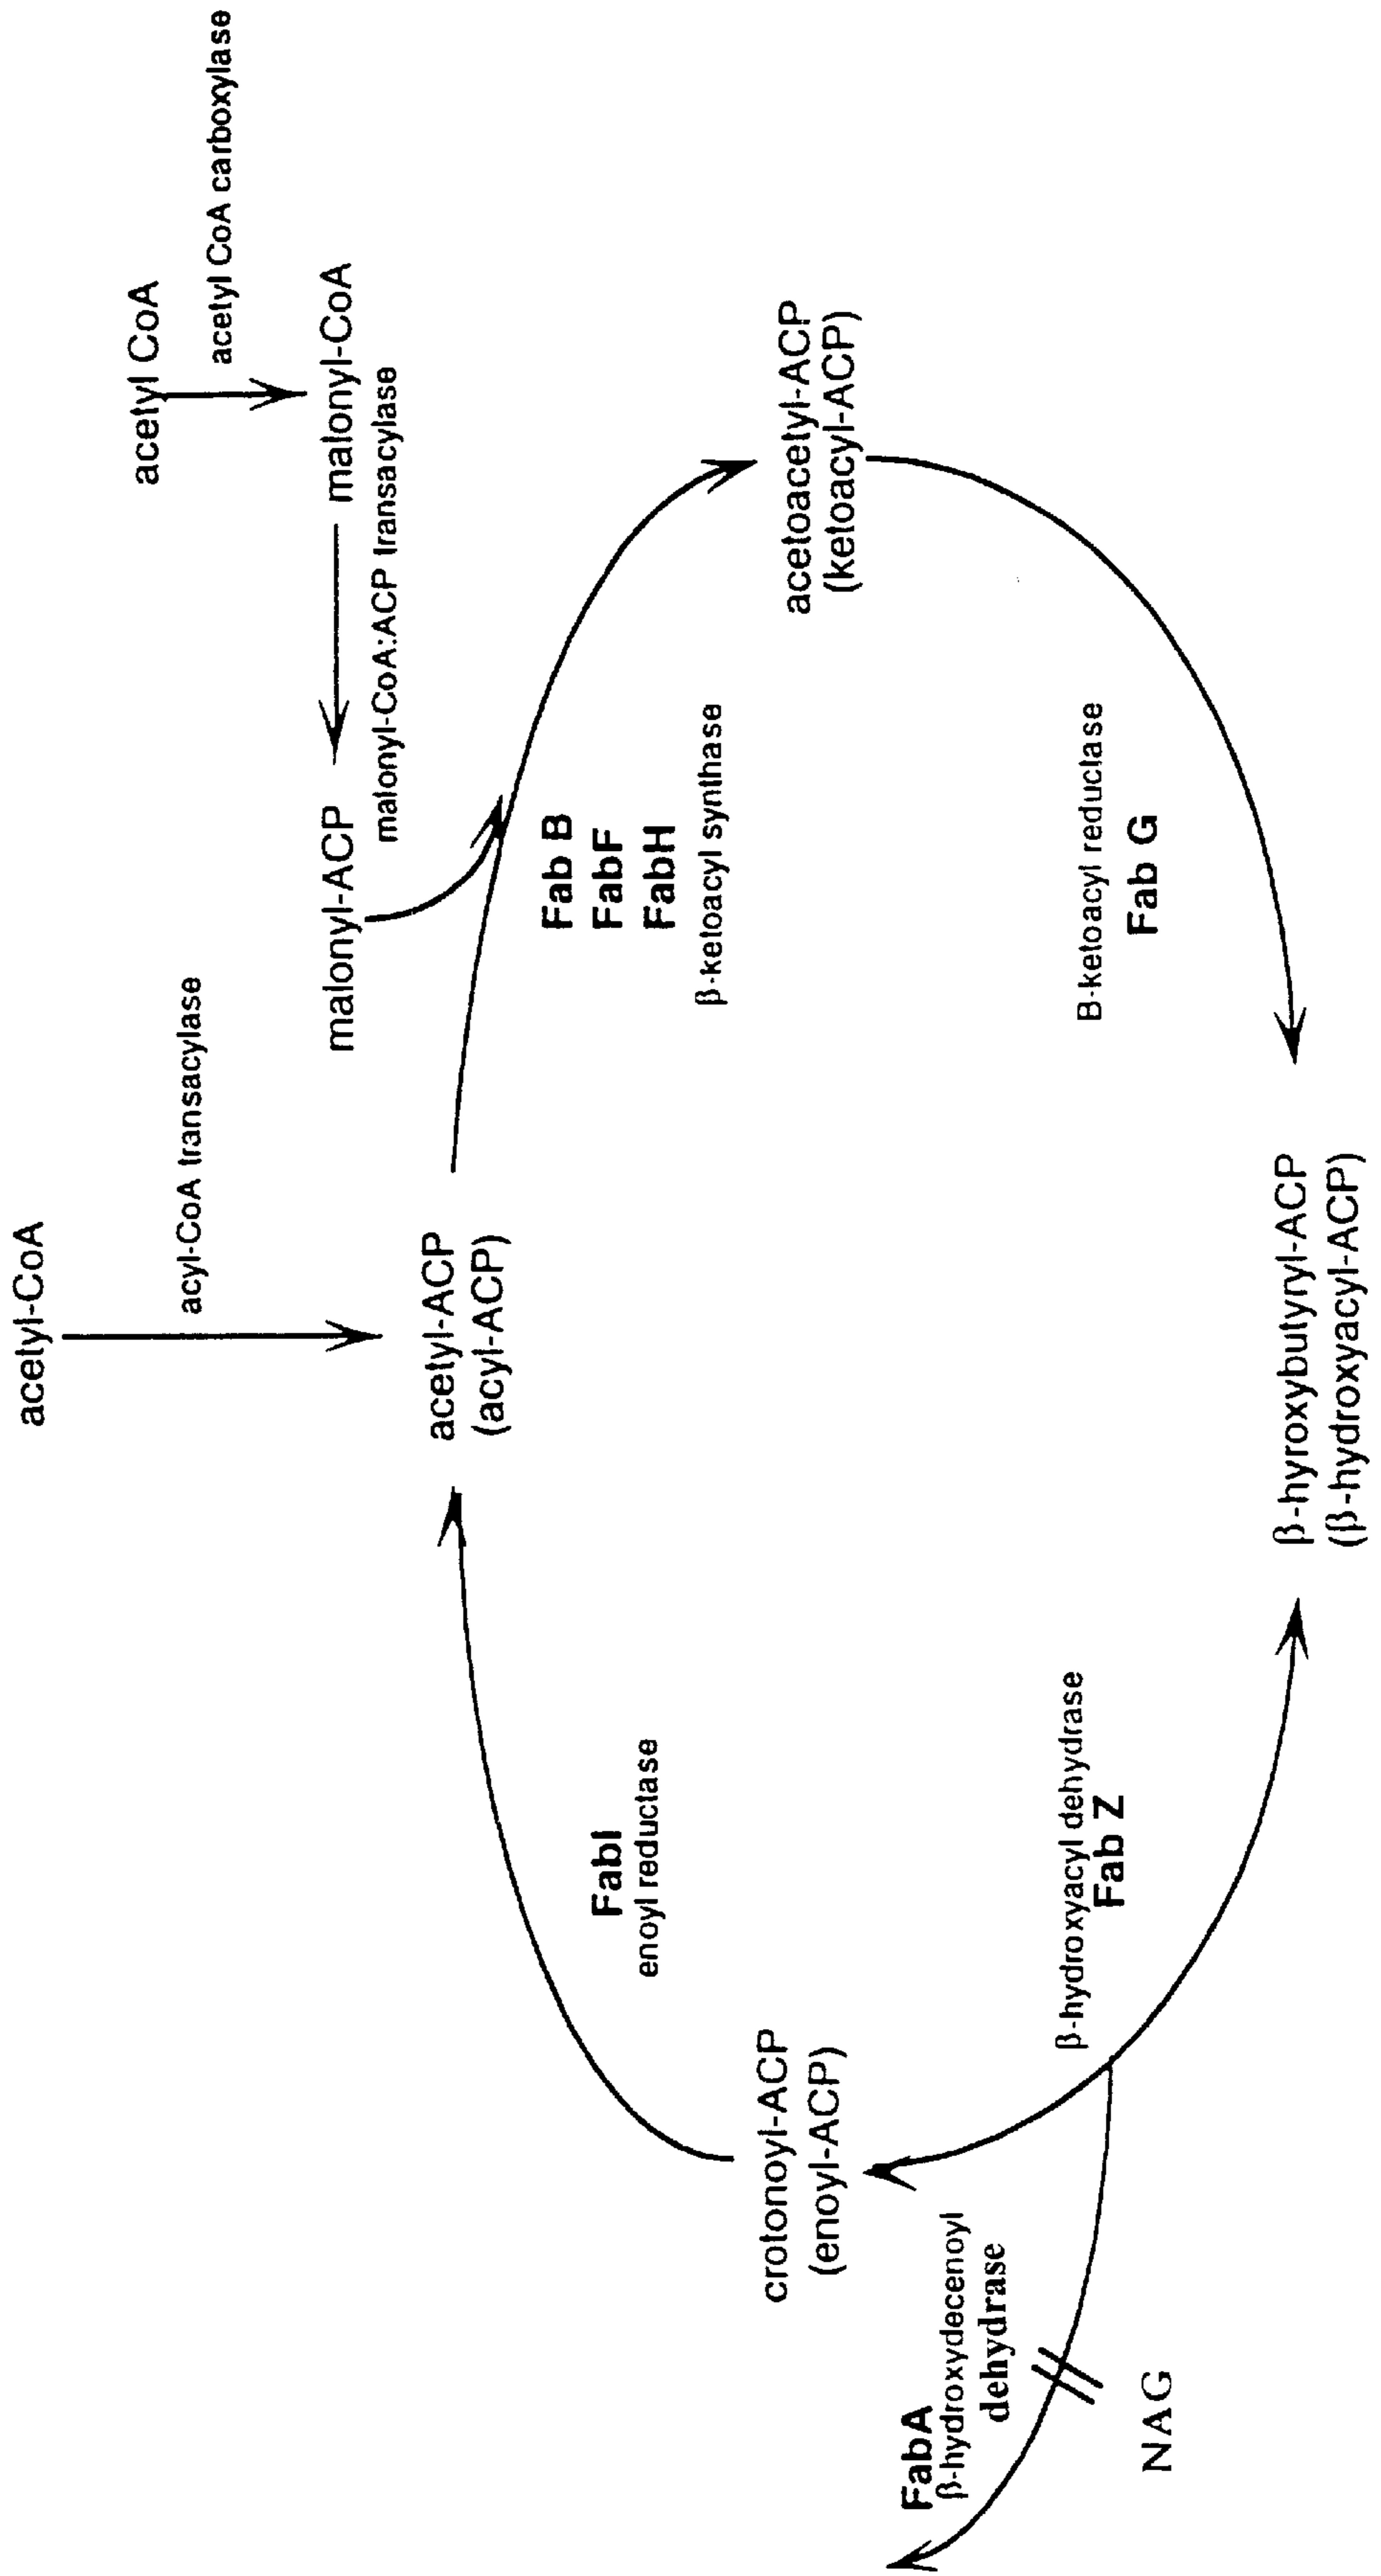 acetyl-CoA
acyl-CoA transacylase
acetyl CoA
acetyl CoA carboxylase
malonyl-ACP
malonyl-CoA
malonyl-CoA:ACP transacylase
acetyl-ACP
(acyl-ACP)
Fab B
FabF
FabH
β-ketoacyl synthase
FabI
enoyl reductase
crotonoyl-ACP
(enoyl-ACP)
acetoacetyl-ACP
(ketoacyl-ACP)
FabA
β-hydroxydecenoyl
dehydrase
NAG
β-hydroxyacyl dehydrase
Fab Z
B-ketoacyl reductase
Fab G
β-hyroxybutyryl-ACP
(β-hydroxyacyl-ACP)